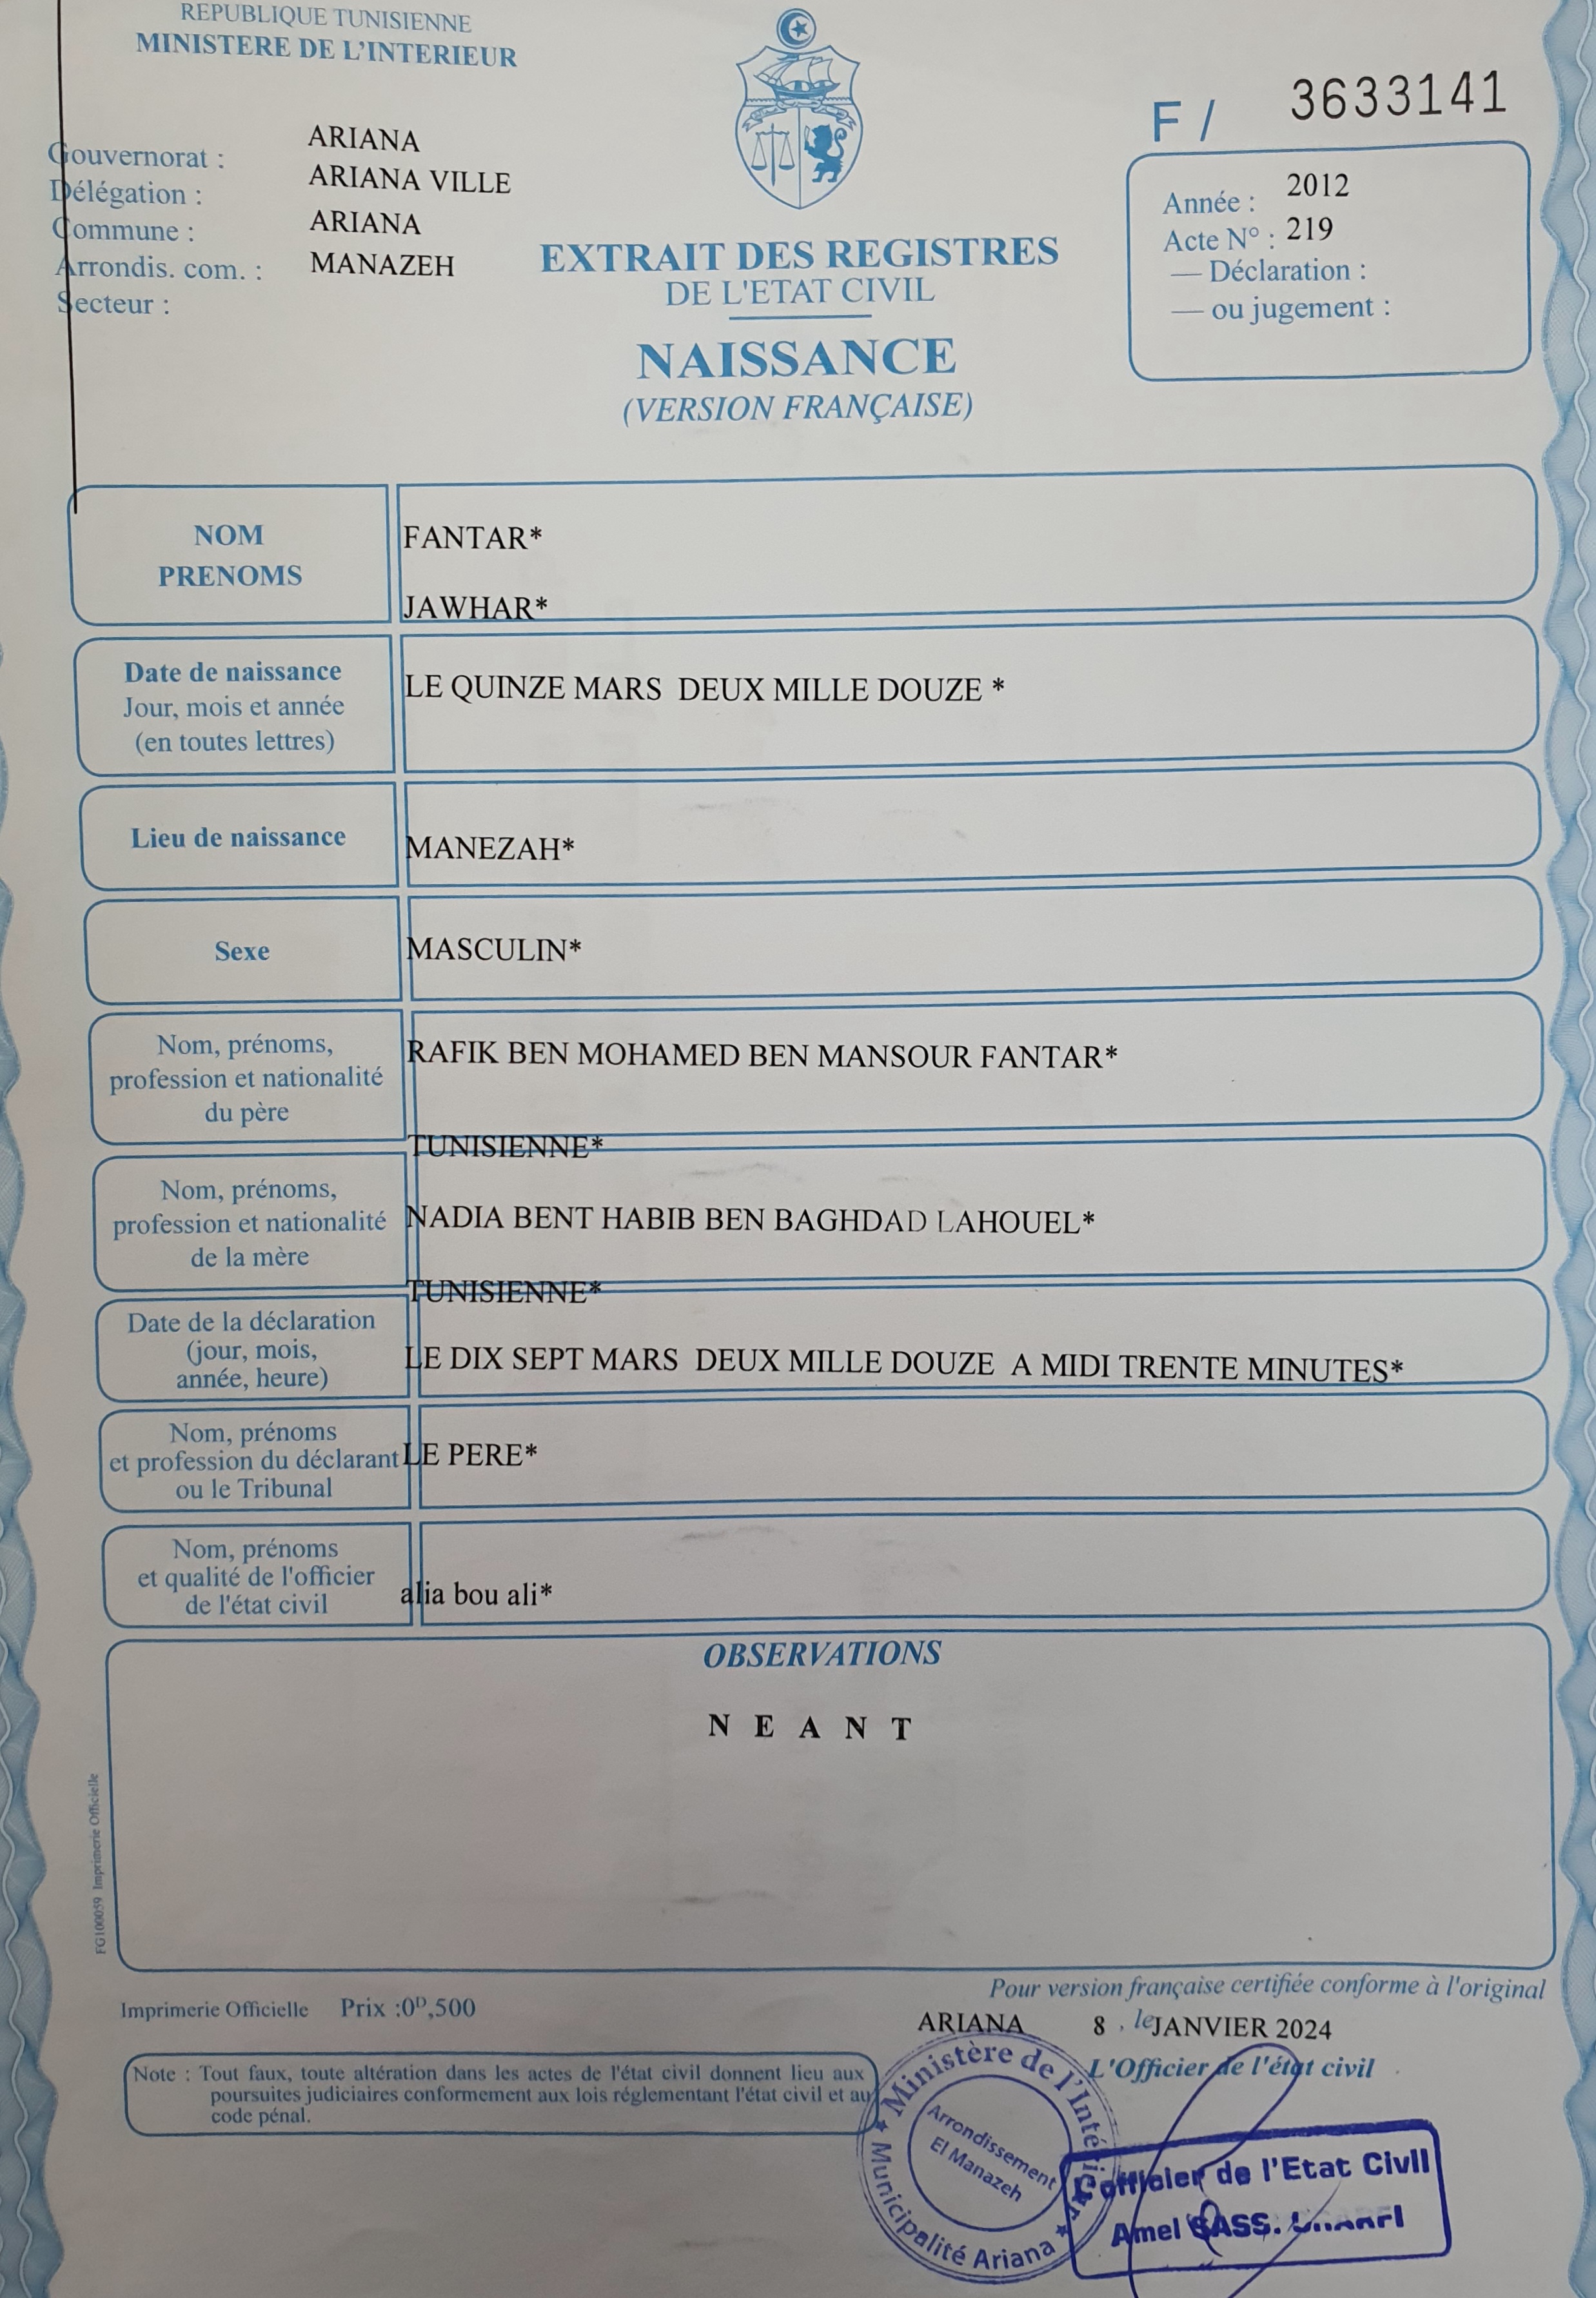 REPUBLIQUE TUNISIENNE
MINISTERE DE L'INTERIEUR
F / 3633141
Gouvernorat : ARIANA
Délégation : ARIANA VILLE
Commune : ARIANA
Arrondis. com. : MANAZEH
Secteur :
EXTRAIT DES REGISTRES
DE L'ETAT CIVIL
NAISSANCE
(VERSION FRANÇAISE)
Année : 2012
Acte N° : 219
— Déclaration :
— ou jugement :
NOM
PRENOMS
FANTAR*
JAWHAR*
Date de naissance
Jour, mois et année
(en toutes lettres)
LE QUINZE MARS DEUX MILLE DOUZE *
Lieu de naissance
MANEZAH*
Sexe
MASCULIN*
Nom, prénoms,
profession et nationalité
du père
RAFIK BEN MOHAMED BEN MANSOUR FANTAR*
TUNISIENNE*
Nom, prénoms,
profession et nationalité
de la mère
NADIA BENT HABIB BEN BAGHDAD LAHOUEL*
TUNISIENNE*
Date de la déclaration
(jour, mois,
année, heure)
LE DIX SEPT MARS DEUX MILLE DOUZE A MIDI TRENTE MINUTES*
Nom, prénoms
et profession du déclarant
ou le Tribunal
LE PERE*
Nom, prénoms
et qualité de l'officier
de l'état civil
alia bou ali*
OBSERVATIONS
N E A N T
FG100059 Imprimerie Officielle
Imprimerie Officielle Prix :0D,500
Pour version française certifiée conforme à l'original
ARIANA 8 , le JANVIER 2024
L'Officier de l'état civil
Note : Tout faux, toute altération dans les actes de l'état civil donnent lieu aux
poursuites judiciaires conformement aux lois réglementant l'état civil et au
code pénal.
Ministère de l'Intérieur
Municipalité Ariana
Arrondissement
El Manazeh
L'officier de l'Etat Civil
Amel